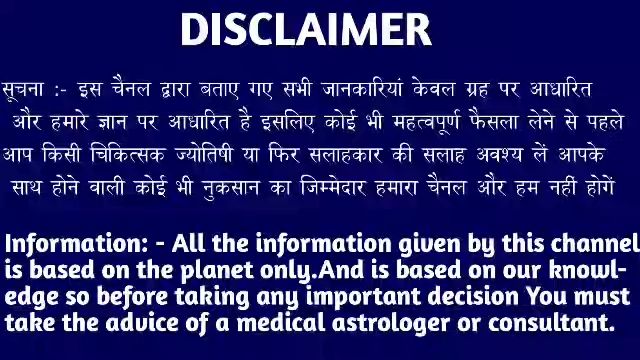 DISCLAIMER
सूचना :- इस चैनल द्वारा बताए गए सभी जानकारियां केवल ग्रह पर आधारित
और हमारे ज्ञान पर आधारित है इसलिए कोई भी महत्वपूर्ण फैसला लेने से पहले
आप किसी चिकित्सक ज्योतिषी या फिर सलाहकार की सलाह अवश्य लें आपके
साथ होने वाली कोई भी नुकसान का जिम्मेदार हमारा चैनल और हम नहीं होगें
Information: - All the information given by this channel
is based on the planet only.And is based on our knowl-
edge so before taking any important decision You must
take the advice of a medical astrologer or consultant.